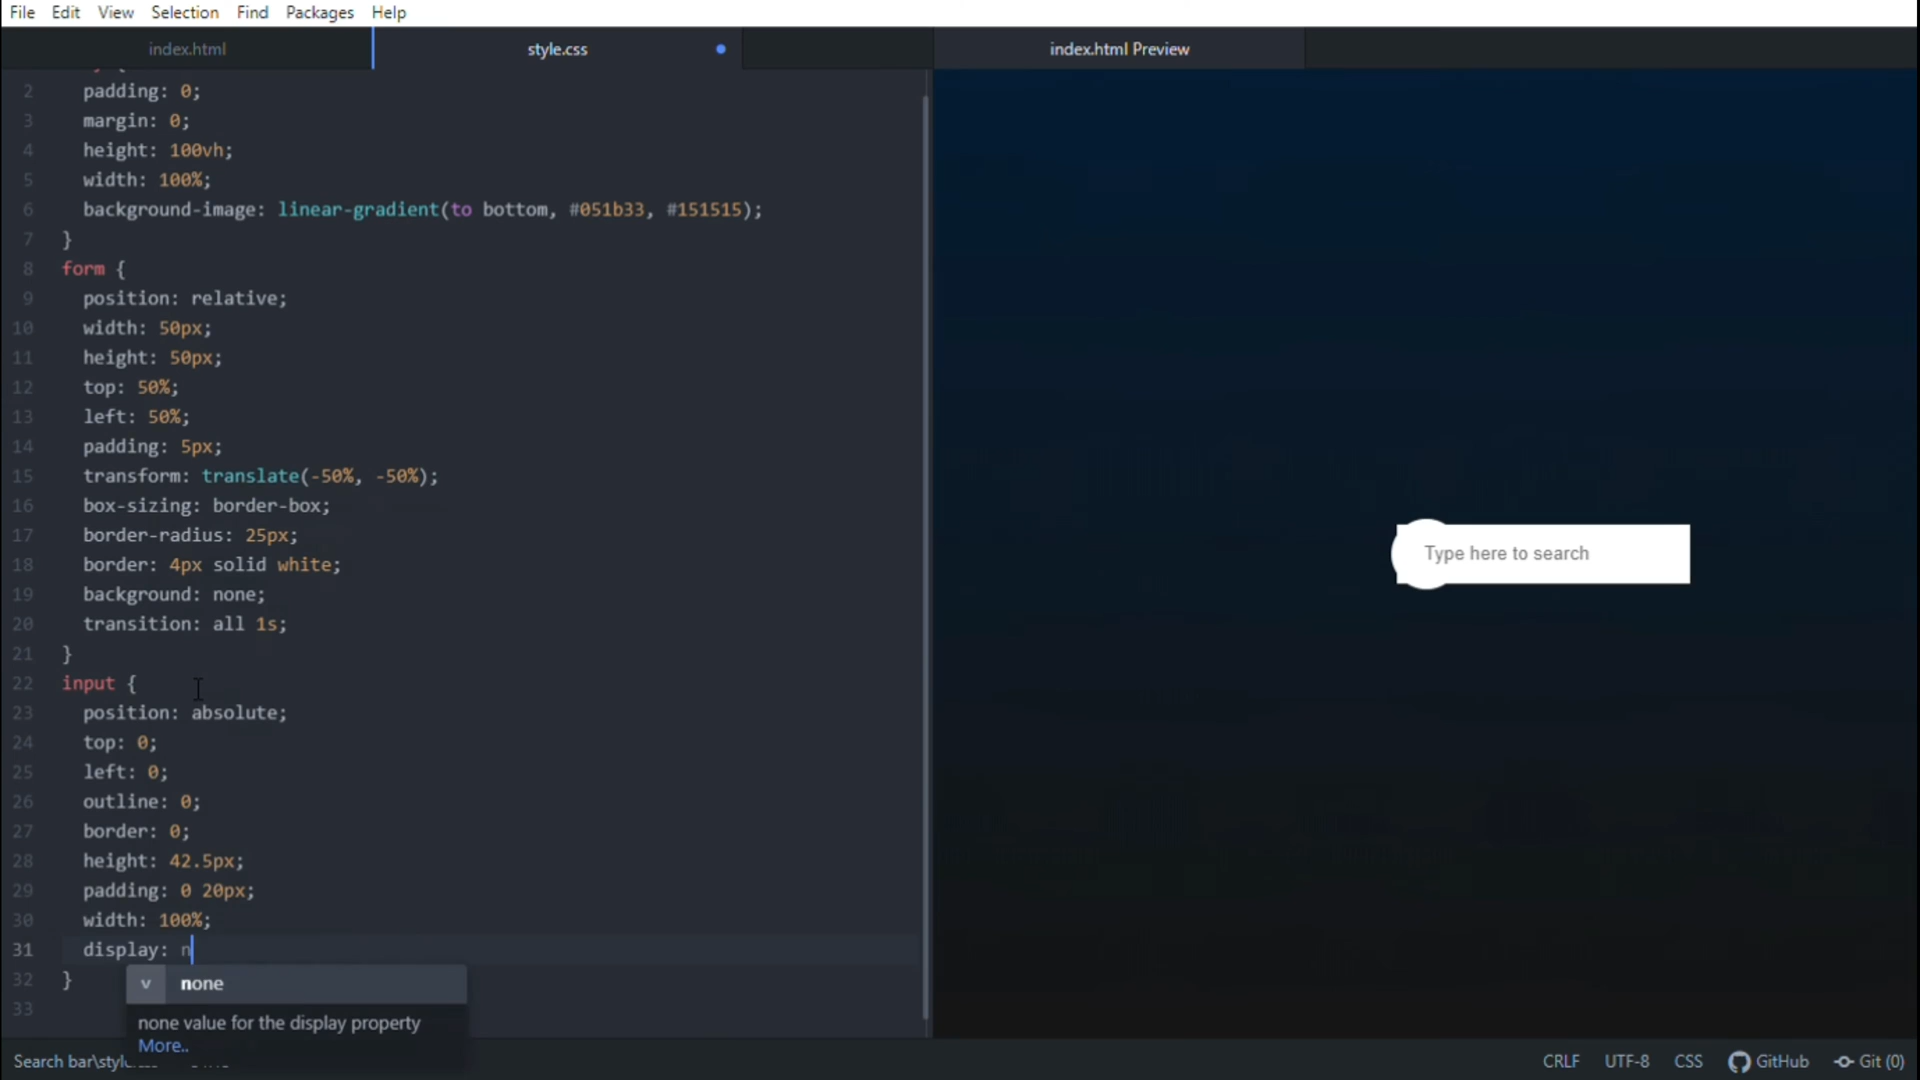 File Edit View Selection Find Packages Help
index.html
style.css
index.html Preview
2 padding: 0;
3 margin: 0;
4 height: 100vh;
5 width: 100%;
6 background-image: linear-gradient(to bottom, #051b33, #151515);
7 }
8 form {
9 position: relative;
10 width: 50px;
11 height: 50px;
12 top: 50%;
13 left: 50%;
14 padding: 5px;
15 transform: translate(-50%, -50%);
16 box-sizing: border-box;
17 border-radius: 25px;
18 border: 4px solid white;
19 background: none;
20 transition: all 1s;
21 }
22 input {
23 position: absolute;
24 top: 0;
25 left: 0;
26 outline: 0;
27 border: 0;
28 height: 42.5px;
29 padding: 0 20px;
30 width: 100%;
31 display: n
32 }
33
v none
none value for the display property
More..
Type here to search
Search bar\
CRLF UTF-8 CSS GitHub Git (0)